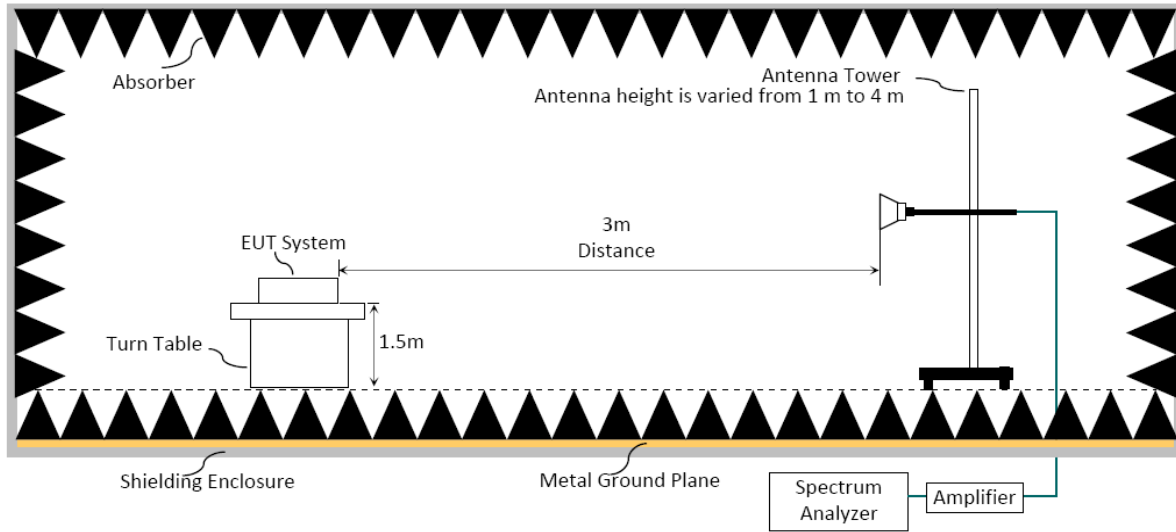 Absorber
Antenna Tower
Antenna height is varied from 1 m to 4 m
3m
Distance
EUT System
Turn Table
1.5m
Shielding Enclosure
Metal Ground Plane
Spectrum
Analyzer
Amplifier